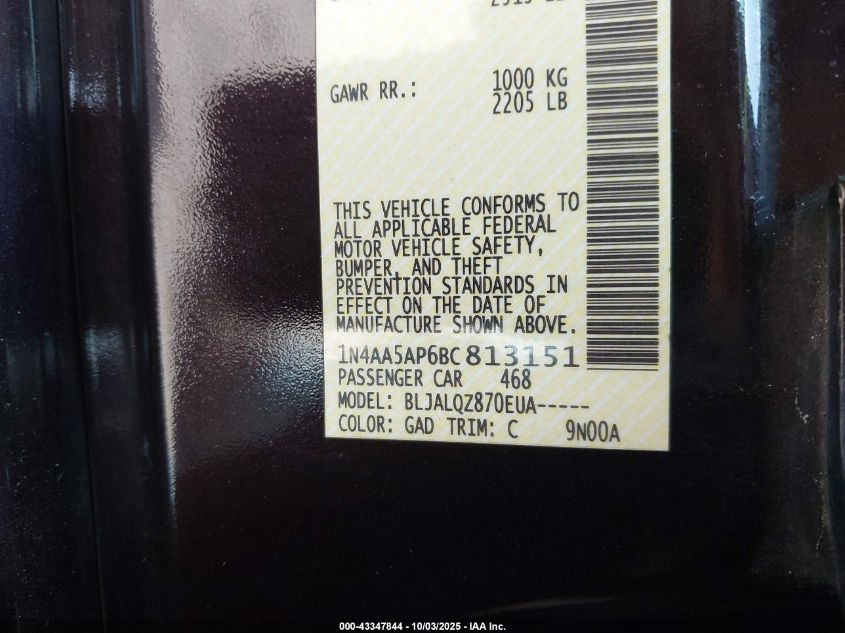 GAWR RR.: 1000 KG
2205 LB
THIS VEHICLE CONFORMS TO
ALL APPLICABLE FEDERAL
MOTOR VEHICLE SAFETY,
BUMPER, AND THEFT
PREVENTION STANDARDS IN
EFFECT ON THE DATE OF
MANUFACTURE SHOWN ABOVE.
1N4AA5AP6BC813151
PASSENGER CAR 468
MODEL: BLJALQZ870EUA-----
COLOR: GAD TRIM: C 9N00A
000-43347844 - 10/03/2025 - IAA Inc.